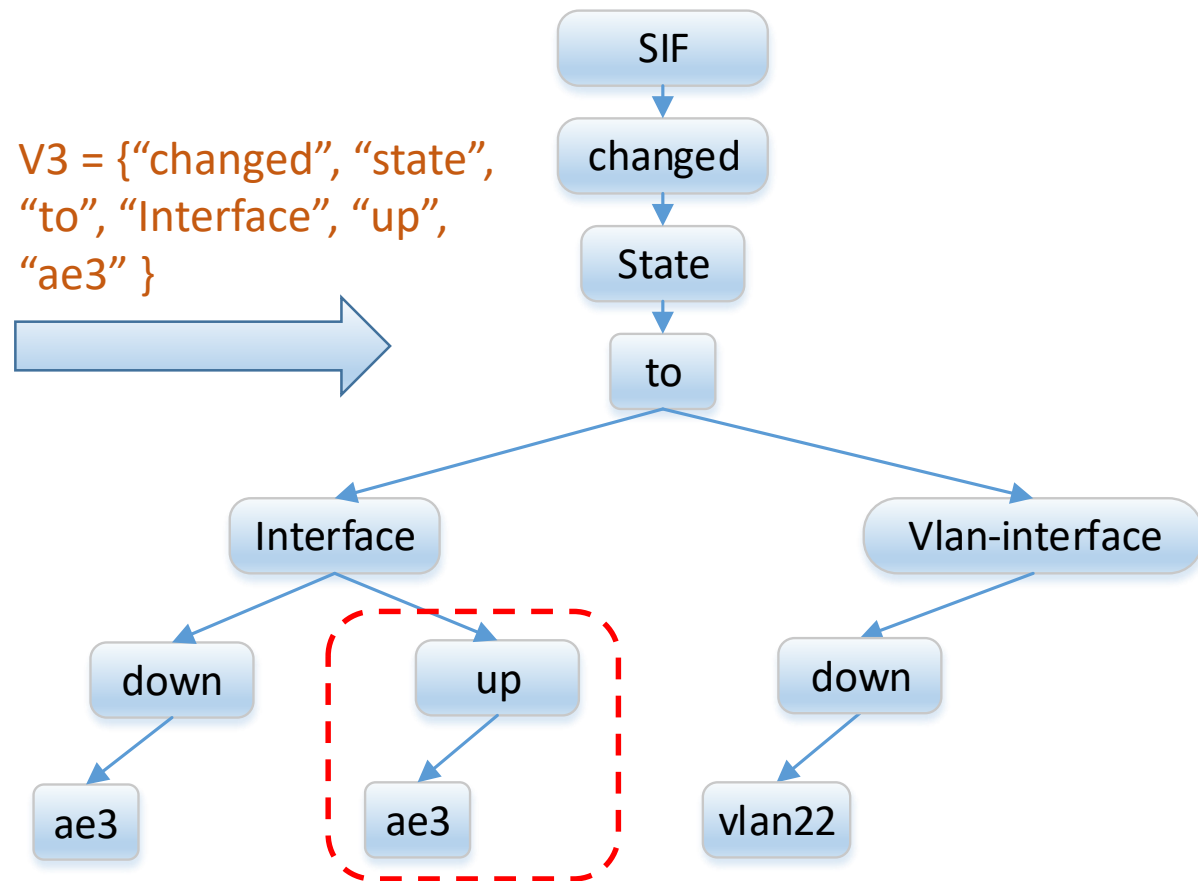 SIF
changed
V3 = {“changed”, “state”,
“to”, “Interface”, “up”,
“ae3” }
State
to
Interface
Vlan-interface
down
up
down
ae3
ae3
vlan22